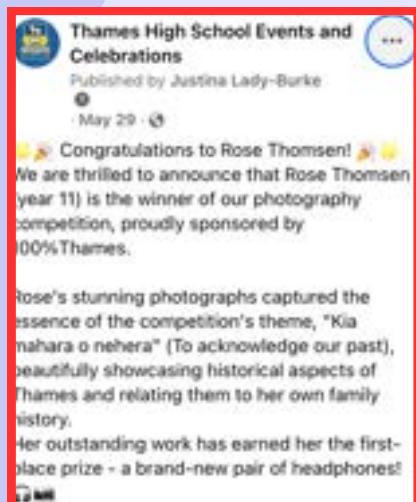 Thames High School Events and
Celebrations
Published by Justina Lady-Burke
· May 29 ·
Congratulations to Rose Thomsen!
We are thrilled to announce that Rose Thomsen
(year 11) is the winner of our photography
competition, proudly sponsored by
100%Thames.
Rose's stunning photographs captured the
essence of the competition's theme, "Kia
mahara o nehera" (To acknowledge our past),
beautifully showcasing historical aspects of
Thames and relating them to her own family
history.
Her outstanding work has earned her the first-
place prize - a brand-new pair of headphones!